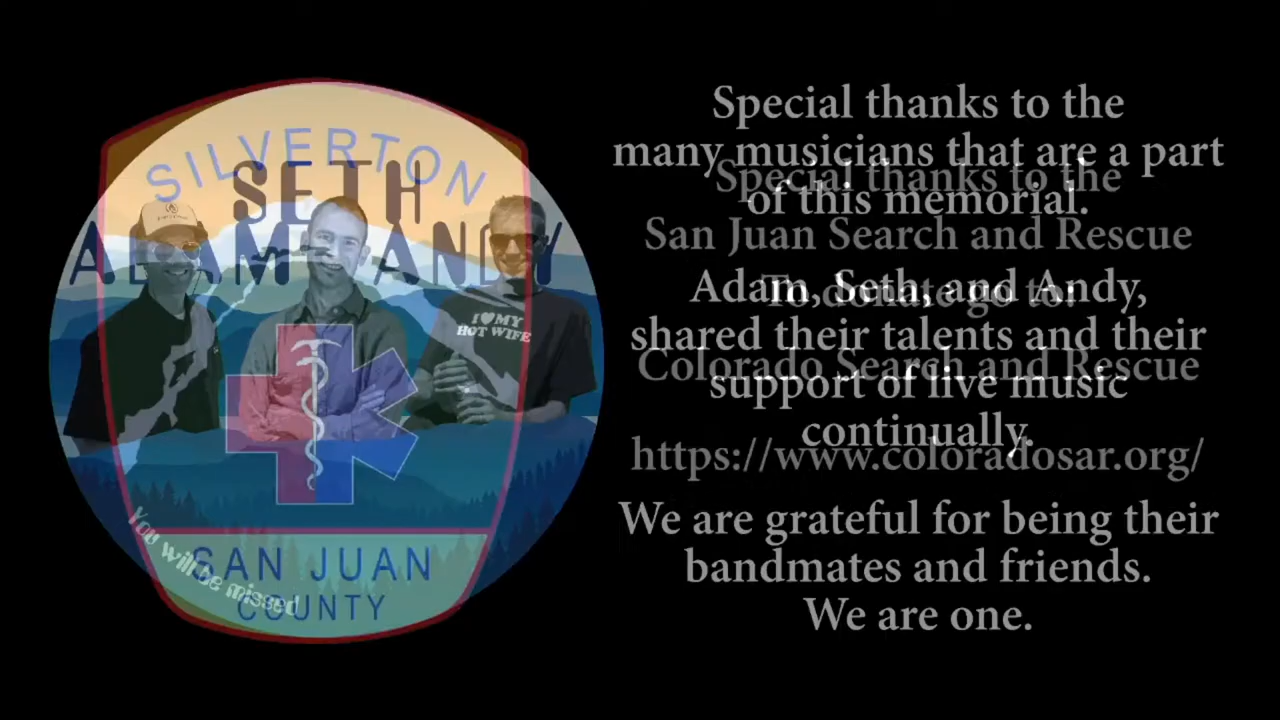 SILVERTON
SETH
ADAM ANDY
I ♥ MY
HOT WIFE
You will be missed
SAN JUAN
COUNTY
Special thanks to the
many musicians that are a part
of this memorial.
Adam, Seth, and Andy,
shared their talents and their
support of live music
continually.
We are grateful for being their
bandmates and friends.
We are one.
Special thanks to the
San Juan Search and Rescue
To donate go to:
Colorado Search and Rescue
https://www.coloradosar.org/